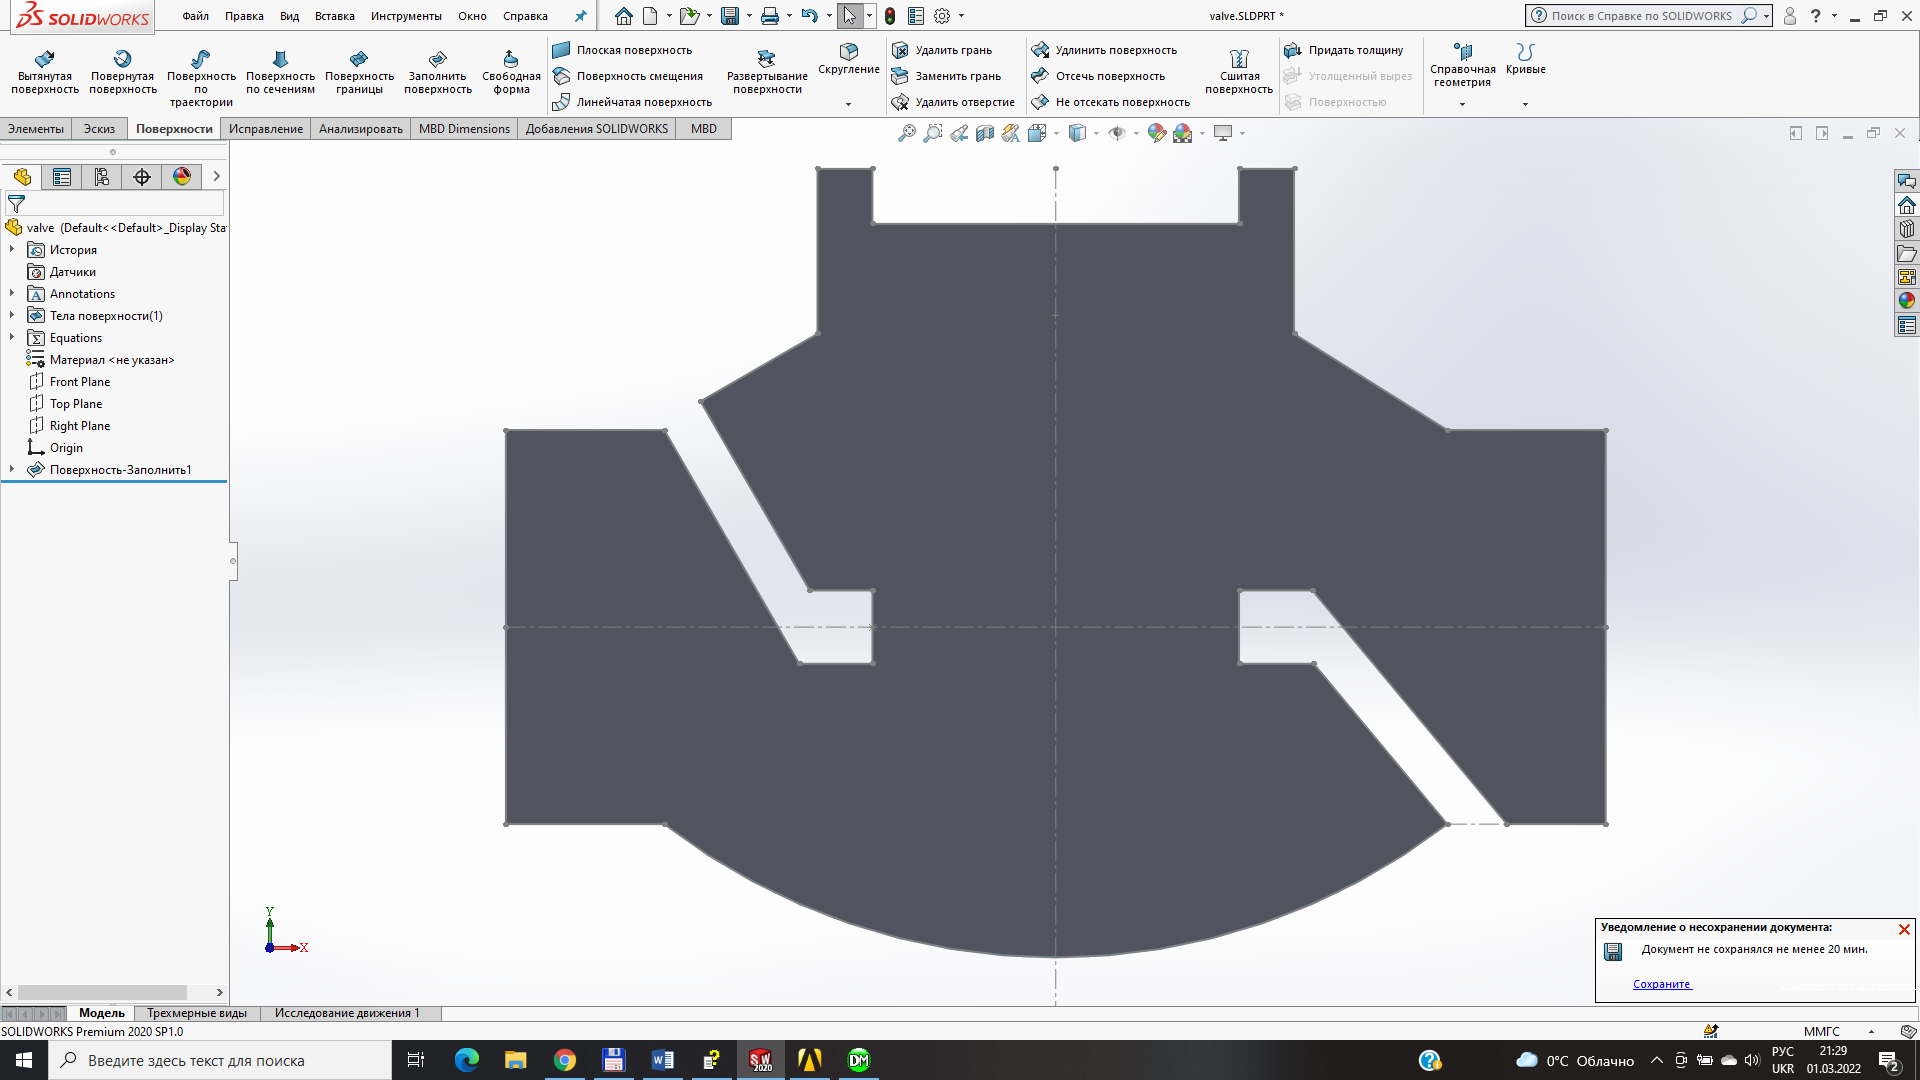 SOLIDWORKS
Файл
Правка
Вид
Вставка
Инструменты
Окно
Справка
valve.SLDPRT *
Поиск в Справке по SOLIDWORKS
Вытянутая поверхность
Повернутая поверхность
Поверхность по траектории
Поверхность по сечениям
Поверхность границы
Заполнить поверхность
Свободная форма
Плоская поверхность
Поверхность смещения
Линейчатая поверхность
Развертывание поверхности
Скругление
Удалить грань
Заменить грань
Удалить отверстие
Удлинить поверхность
Отсечь поверхность
Не отсекать поверхность
Сшитая поверхность
Придать толщину
Утолщенный вырез
Поверхностью
Справочная геометрия
Кривые
Элементы
Эскиз
Поверхности
Исправление
Анализировать
MBD Dimensions
Добавления SOLIDWORKS
MBD
valve (Default<<Default>_Display Sta
История
Датчики
Annotations
Тела поверхности(1)
Equations
Материал <не указан>
Front Plane
Top Plane
Right Plane
Origin
Поверхность-Заполнить1
Y
X
Уведомление о несохранении документа:
Документ не сохранялся не менее 20 мин.
Сохраните
Модель
Трехмерные виды
Исследование движения 1
SOLIDWORKS Premium 2020 SP1.0
ММГС
Введите здесь текст для поиска
SW
2020
DM
0°C Облачно
РУС
UKR
21:29
01.03.2022
2